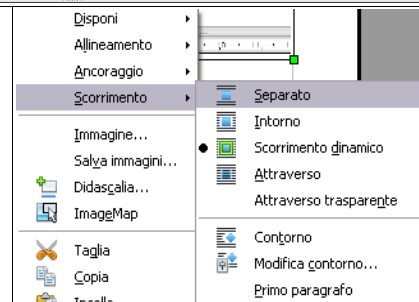 Disponi
Allineamento
Ancoraggio
Scorrimento
Immagine...
Salva immagini...
Didascalia...
ImageMap
Taglia
Copia
Incolla
Separato
Intorno
Scorrimento dinamico
Attraverso
Attraverso trasparente
Contorno
Modifica contorno...
Primo paragrafo